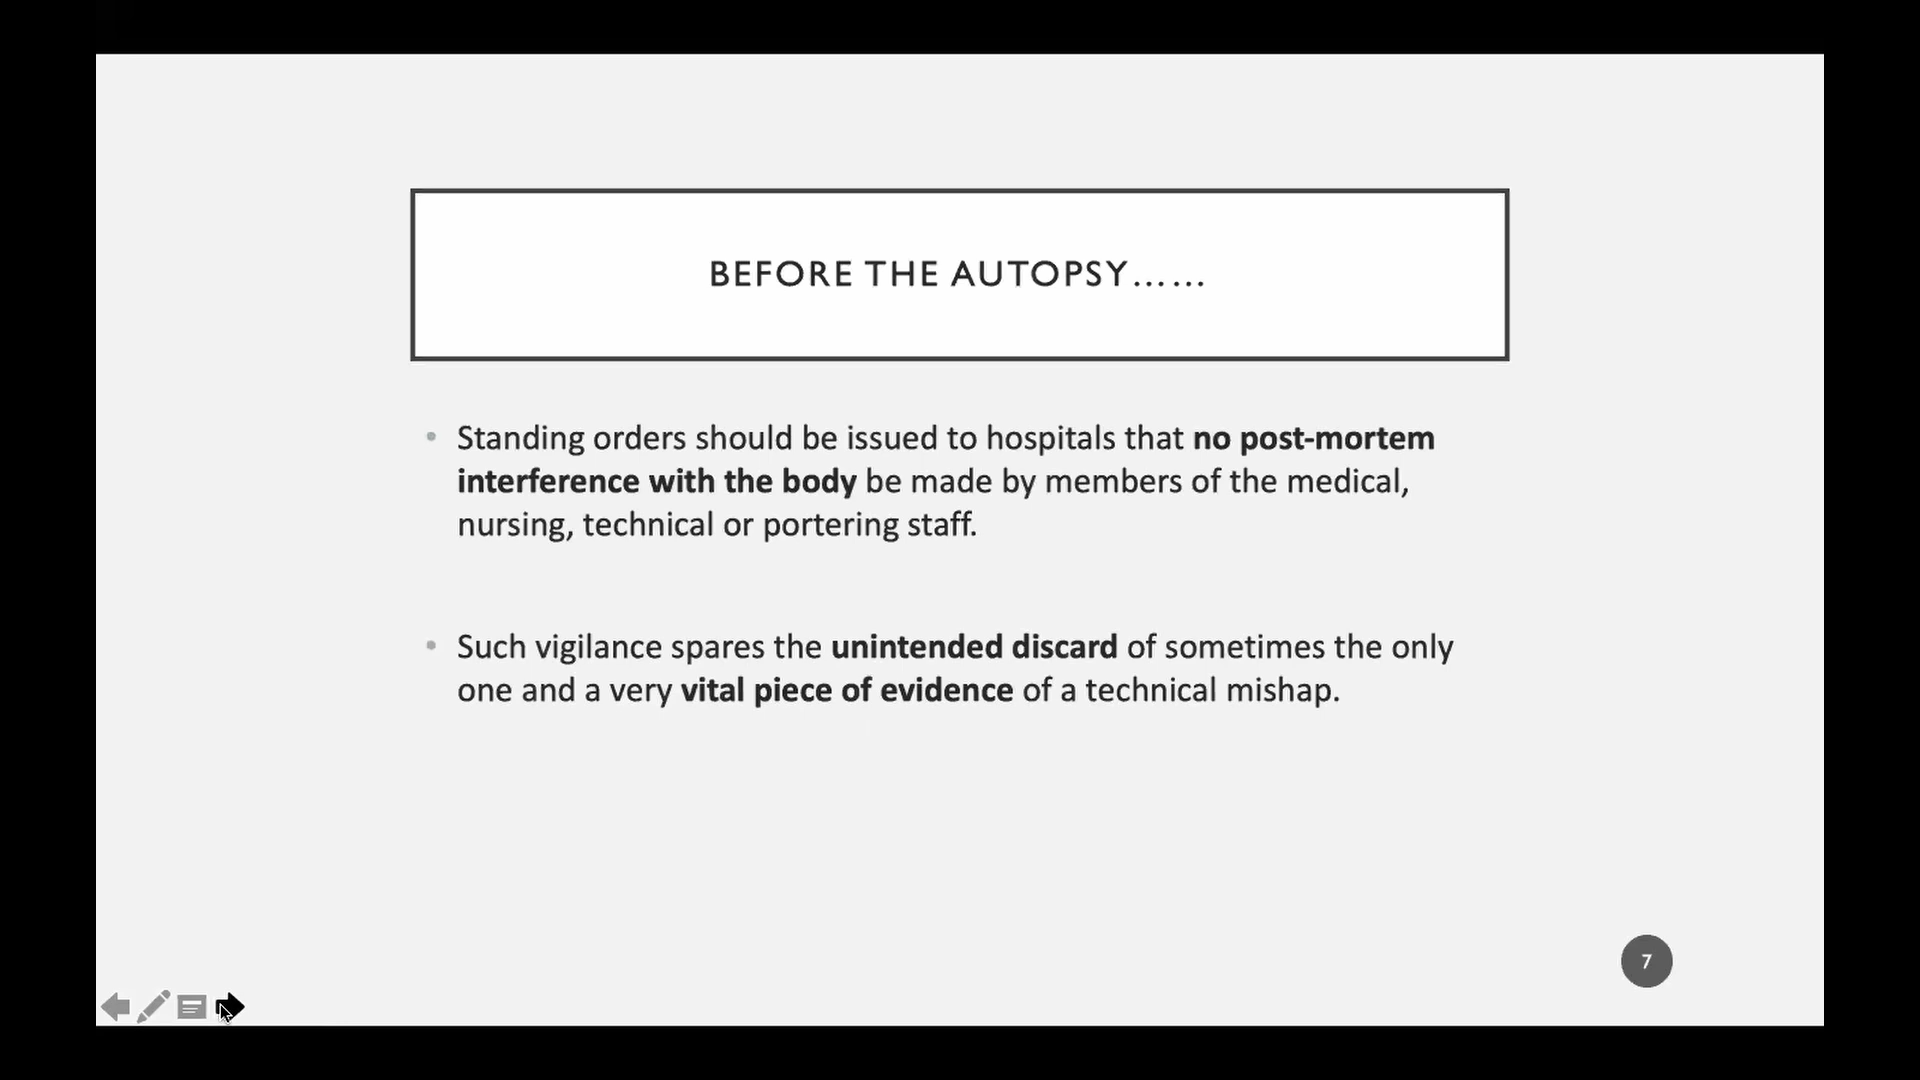 BEFORE THE AUTOPSY......
• Standing orders should be issued to hospitals that no post-mortem
interference with the body be made by members of the medical,
nursing, technical or portering staff.
• Such vigilance spares the unintended discard of sometimes the only
one and a very vital piece of evidence of a technical mishap.
7